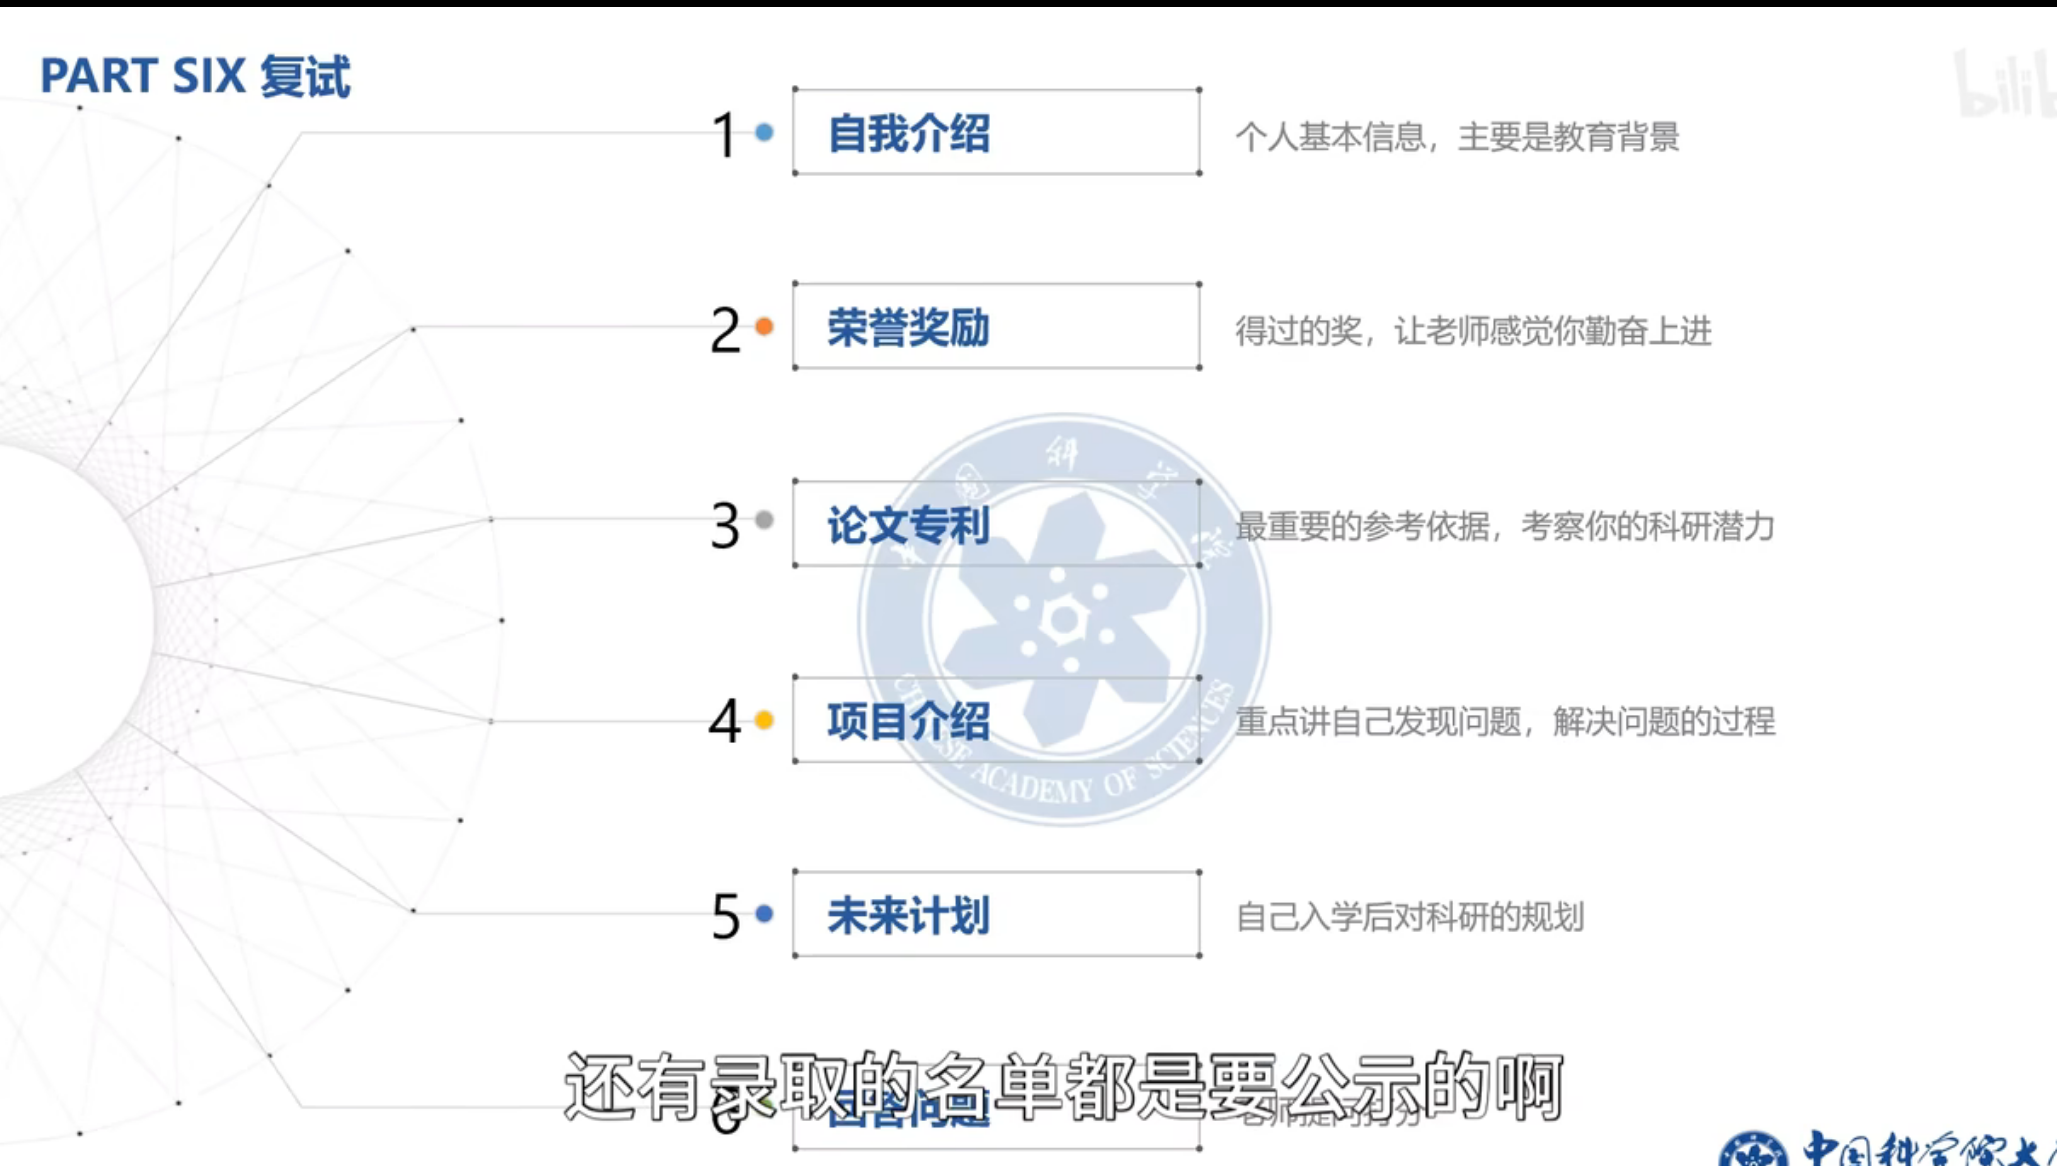 PART SIX 复试
1
自我介绍
个人基本信息，主要是教育背景
2
荣誉奖励
得过的奖，让老师感觉你勤奋上进
3
论文专利
最重要的参考依据，考察你的科研潜力
4
项目介绍
重点讲自己发现问题，解决问题的过程
CHINESE ACADEMY OF SCIENCES
5
未来计划
自己入学后对科研的规划
还有录取的名单都是要公示的啊
6
回答问题
中国科学院大